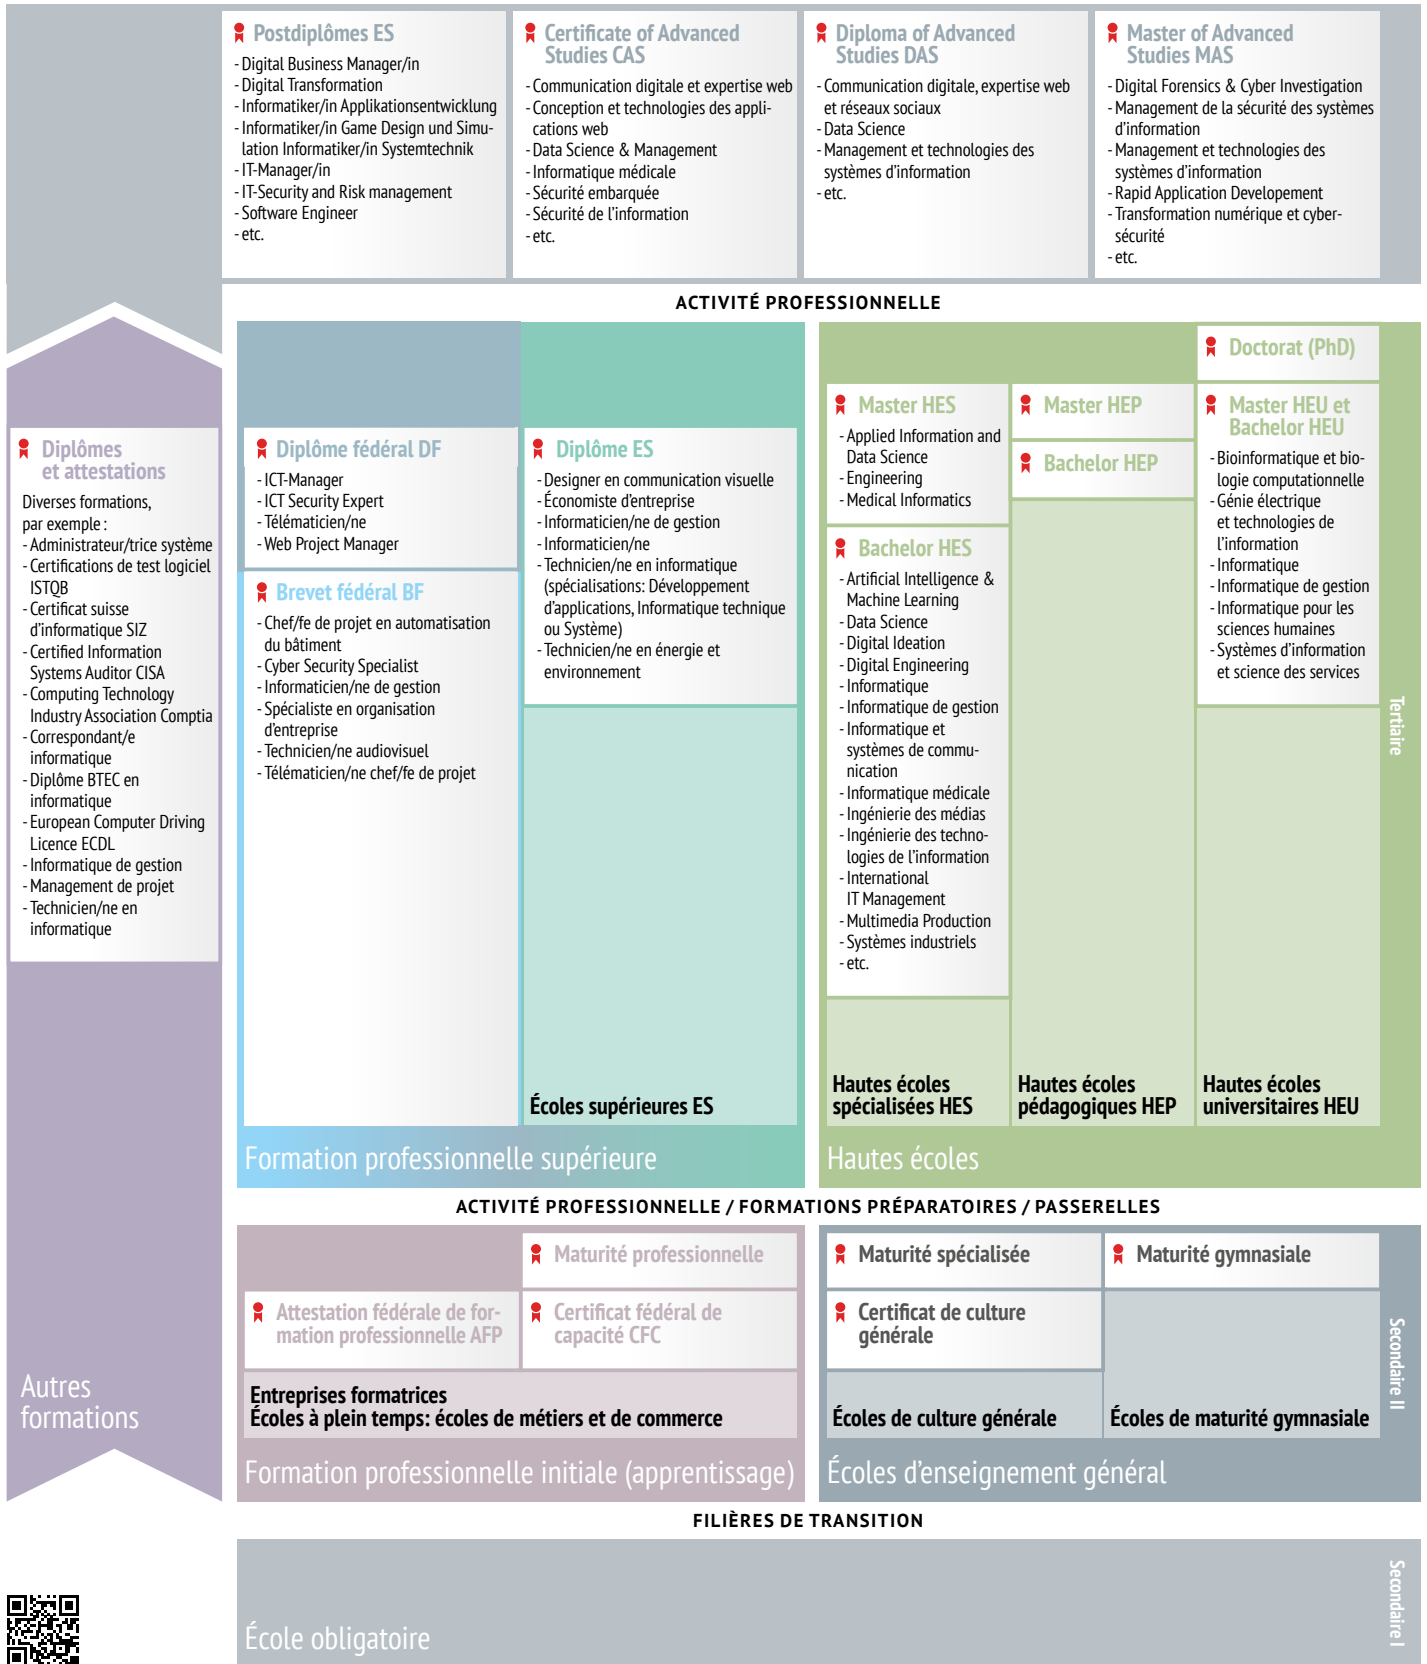 Postdiplômes ES
- Digital Business Manager/in
- Digital Transformation
- Informatiker/in Applikationsentwicklung
- Informatiker/in Game Design und Simu-
lation Informatiker/in Systemtechnik
- IT-Manager/in
- IT-Security and Risk management
- Software Engineer
- etc.
Certificate of Advanced
Studies CAS
- Communication digitale et expertise web
- Conception et technologies des appli-
cations web
- Data Science & Management
- Informatique médicale
- Sécurité embarquée
- Sécurité de l'information
- etc.
Diploma of Advanced
Studies DAS
- Communication digitale, expertise web
et réseaux sociaux
- Data Science
- Management et technologies des
systèmes d'information
- etc.
Master of Advanced
Studies MAS
- Digital Forensics & Cyber Investigation
- Management de la sécurité des systèmes
d'information
- Management et technologies des
systèmes d'information
- Rapid Application Developement
- Transformation numérique et cyber-
sécurité
- etc.
ACTIVITÉ PROFESSIONNELLE
Diplômes
et attestations
Diverses formations,
par exemple :
- Administrateur/trice système
- Certifications de test logiciel
ISTQB
- Certificat suisse
d'informatique SIZ
- Certified Information
Systems Auditor CISA
- Computing Technology
Industry Association Comptia
- Correspondant/e
informatique
- Diplôme BTEC en
informatique
- European Computer Driving
Licence ECDL
- Informatique de gestion
- Management de projet
- Technicien/ne en
informatique
Autres
formations
Diplôme fédéral DF
- ICT-Manager
- ICT Security Expert
- Télématicien/ne
- Web Project Manager
Brevet fédéral BF
- Chef/fe de projet en automatisation
du bâtiment
- Cyber Security Specialist
- Informaticien/ne de gestion
- Spécialiste en organisation
d'entreprise
- Technicien/ne audiovisuel
- Télématicien/ne chef/fe de projet
Diplôme ES
- Designer en communication visuelle
- Économiste d'entreprise
- Informaticien/ne de gestion
- Informaticien/ne
- Technicien/ne en informatique
(spécialisations: Développement
d'applications, Informatique technique
ou Système)
- Technicien/ne en énergie et
environnement
Écoles supérieures ES
Formation professionnelle supérieure
Master HES
- Applied Information and
Data Science
- Engineering
- Medical Informatics
Bachelor HES
- Artificial Intelligence &
Machine Learning
- Data Science
- Digital Ideation
- Digital Engineering
- Informatique
- Informatique de gestion
- Informatique et
systèmes de commu-
nication
- Informatique médicale
- Ingénierie des médias
- Ingénierie des techno-
logies de l'information
- International
IT Management
- Multimedia Production
- Systèmes industriels
- etc.
Hautes écoles
spécialisées HES
Master HEP
Bachelor HEP
Hautes écoles
pédagogiques HEP
Doctorat (PhD)
Master HEU et
Bachelor HEU
- Bioinformatique et bio-
logie computationnelle
- Génie électrique
et technologies de
l'information
- Informatique
- Informatique de gestion
- Informatique pour les
sciences humaines
- Systèmes d'information
et science des services
Hautes écoles
universitaires HEU
Hautes écoles
Tertiaire
ACTIVITÉ PROFESSIONNELLE / FORMATIONS PRÉPARATOIRES / PASSERELLES
Maturité professionnelle
Attestation fédérale de for-
mation professionnelle AFP
Certificat fédéral de
capacité CFC
Entreprises formatrices
Écoles à plein temps: écoles de métiers et de commerce
Formation professionnelle initiale (apprentissage)
Maturité spécialisée
Certificat de culture
générale
Écoles de culture générale
Maturité gymnasiale
Écoles de maturité gymnasiale
Écoles d'enseignement général
Secondaire II
FILIÈRES DE TRANSITION
École obligatoire
Secondaire I